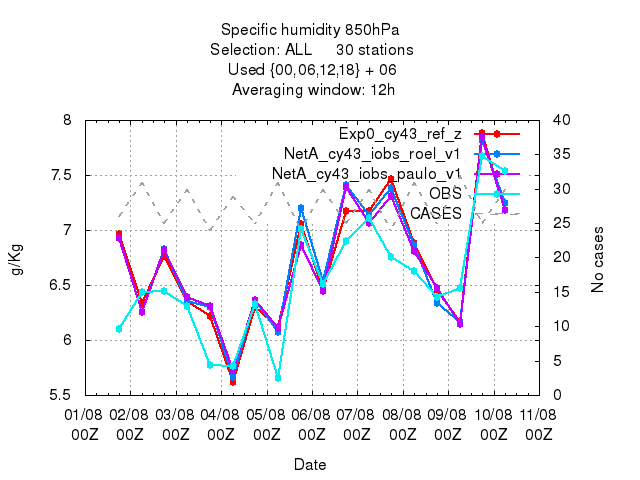 Specific humidity 850hPa
Selection: ALL 30 stations
Used {00,06,12,18} + 06
Averaging window: 12h
8
7.5
7
6.5
6
5.5
g/Kg
40
35
30
25
20
15
10
5
0
No cases
Exp0_cy43_ref_z
NetA_cy43_iobs_roel_v1
NetA_cy43_iobs_paulo_v1
OBS
CASES
01/08 02/08 03/08 04/08 05/08 06/08 07/08 08/08 09/08 10/08 11/08
00Z 00Z 00Z 00Z 00Z 00Z 00Z 00Z 00Z 00Z 00Z
Date